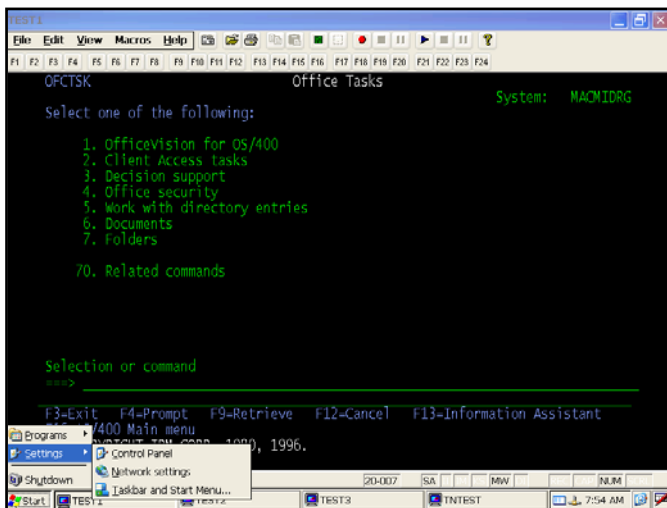 TEST1
File Edit View Macros Help
F1 F2 F3 F4 F5 F6 F7 F8 F9 F10 F11 F12 F13 F14 F15 F16 F17 F18 F19 F20 F21 F22 F23 F24
OFCTSK Office Tasks
System: MACMIDRG
Select one of the following:
1. OfficeVision for OS/400
2. Client Access tasks
3. Decision support
4. Office security
5. Work with directory entries
6. Documents
7. Folders
70. Related commands
Selection or command
===>
F3=Exit F4=Prompt F9=Retrieve F12=Cancel F13=Information Assistant
/400 Main menu
1980, 1996.
Programs
Settings
Shutdown
Control Panel
Network settings
Taskbar and Start Menu...
20-007 SA MW NUM
Start TEST1 TEST3 TNTEST 7:54 AM